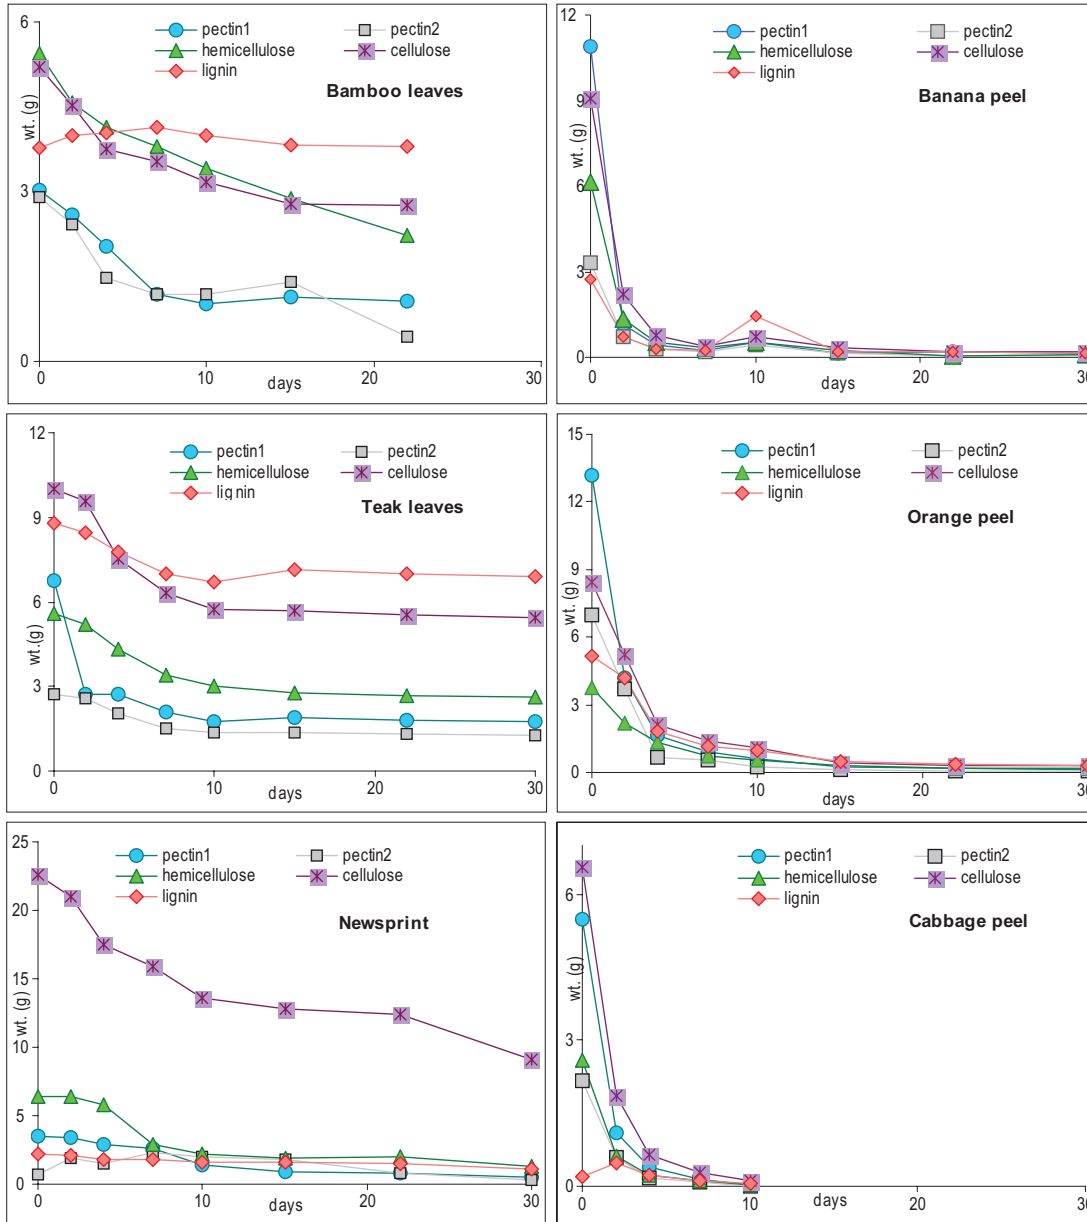 6
3
0
wt. (g)
pectin1
pectin2
hemicellulose
cellulose
lignin
Bamboo leaves
0
10
20
30
days
12
9
6
3
0
wt. (g)
pectin1
pectin2
hemicellulose
cellulose
lignin
Banana peel
0
10
20
30
days
12
9
6
3
0
wt.(g)
pectin1
pectin2
hemicellulose
cellulose
lignin
Teak leaves
0
10
20
30
days
15
12
9
6
3
0
wt. (g)
pectin1
pectin2
hemicellulose
cellulose
lignin
Orange peel
0
10
20
30
days
25
20
15
10
5
0
wt. (g)
pectin1
pectin2
hemicellulose
cellulose
lignin
Newsprint
0
10
20
30
days
6
3
0
wt. (g)
pectin1
pectin2
hemicellulose
cellulose
lignin
Cabbage peel
0
10
20
30
days